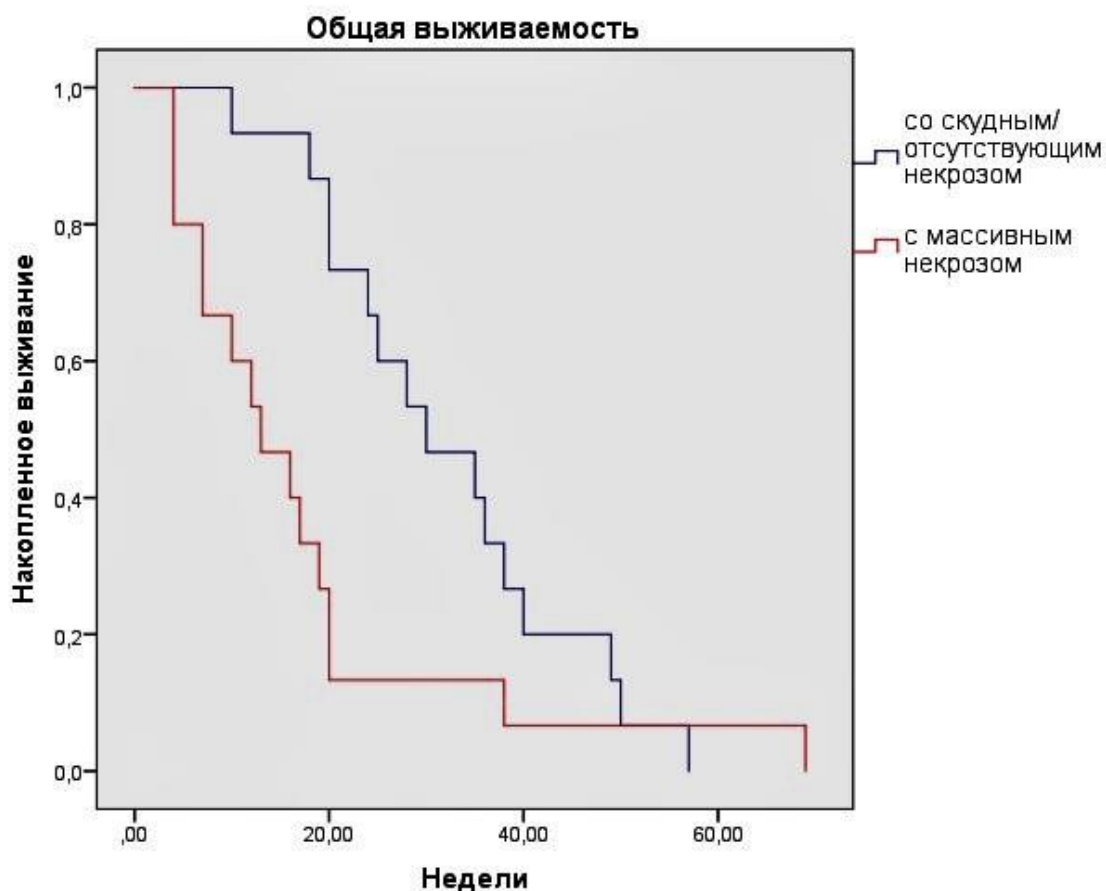 Общая выживаемость
1,0
0,8
0,6
0,4
0,2
0,0
Накопленное выживание
,00
20,00
40,00
60,00
Недели
со скудным/
отсутствующим
некрозом
с массивным
некрозом